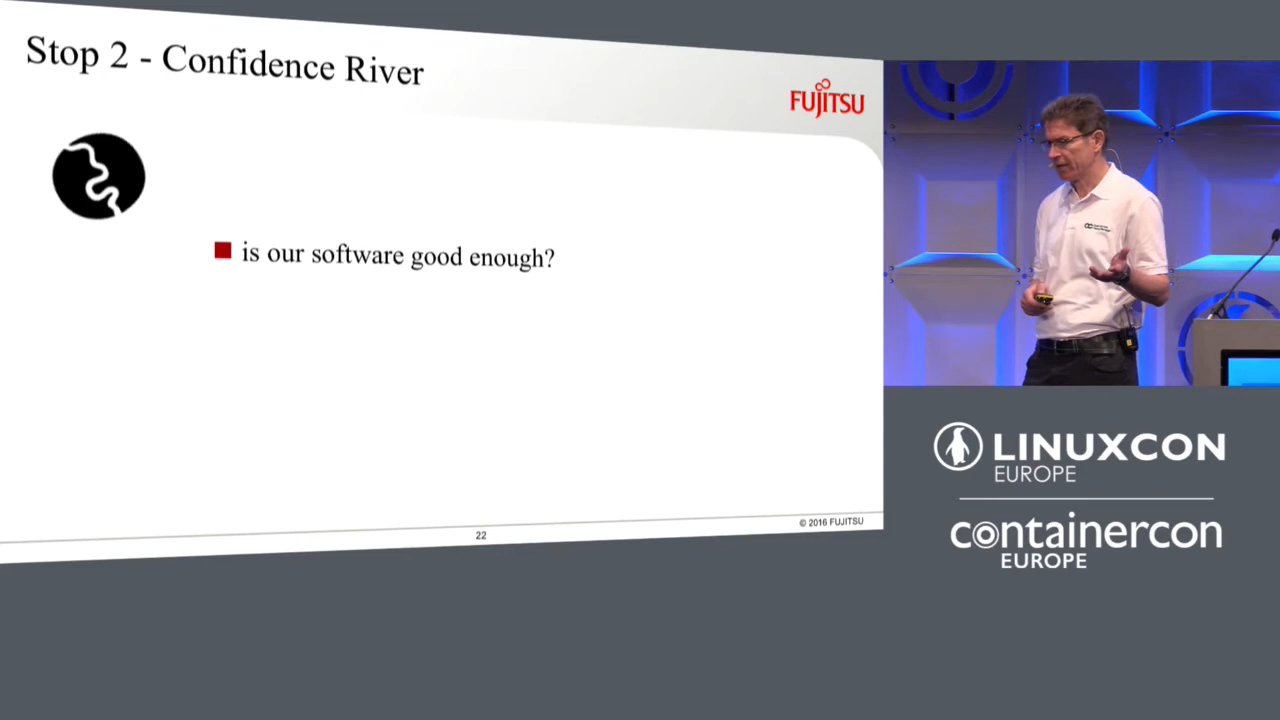 Stop 2 - Confidence River
FUJITSU
is our software good enough?
22
© 2016 FUJITSU
LINUXCON
EUROPE
containercon
EUROPE